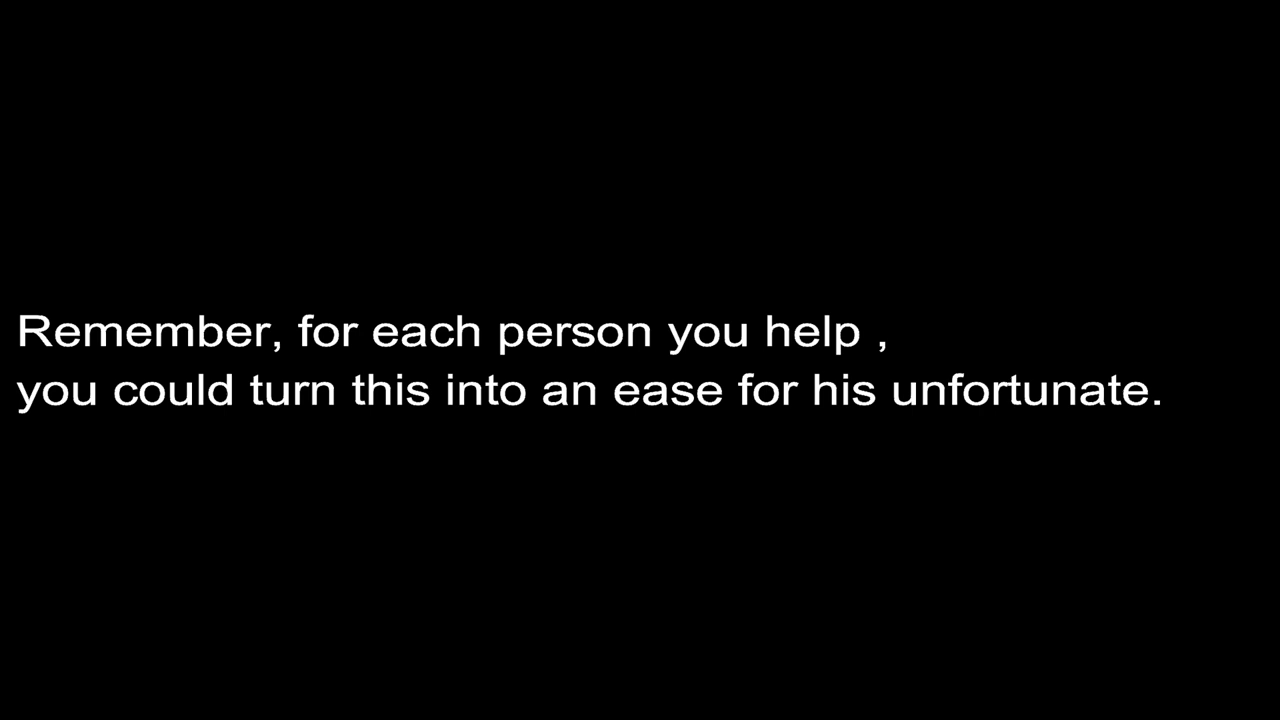 Remember, for each person you help ,
you could turn this into an ease for his unfortunate.